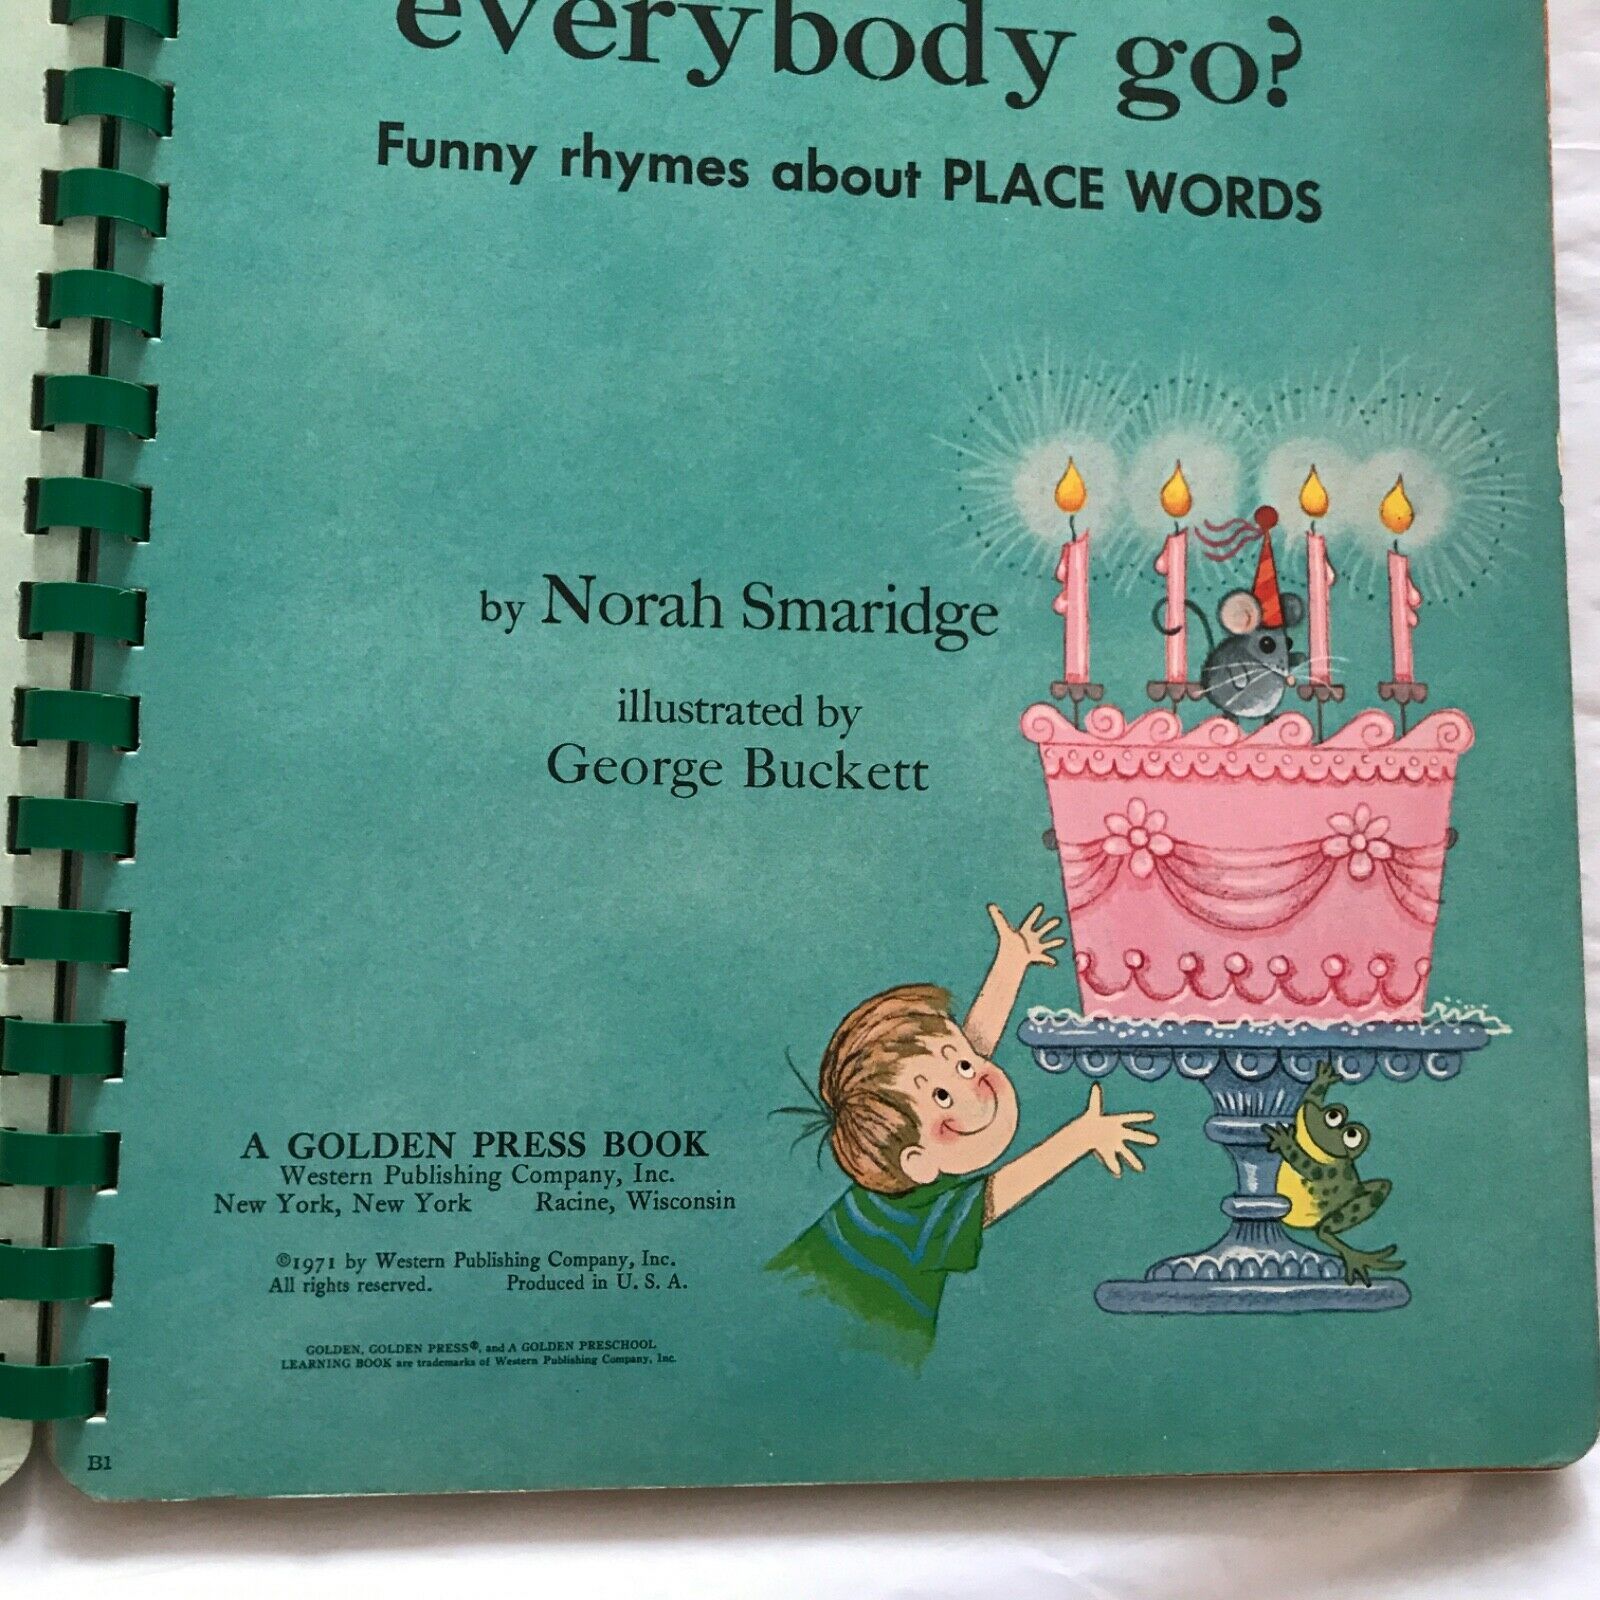 everybody go?
Funny rhymes about PLACE WORDS
by Norah Smaridge
illustrated by
George Buckett
A GOLDEN PRESS BOOK
Western Publishing Company, Inc.
New York, New York Racine, Wisconsin
©1971 by Western Publishing Company, Inc.
All rights reserved. Produced in U. S. A.
GOLDEN, GOLDEN PRESS®, and A GOLDEN PRESCHOOL
LEARNING BOOK are trademarks of Western Publishing Company, Inc.
B1